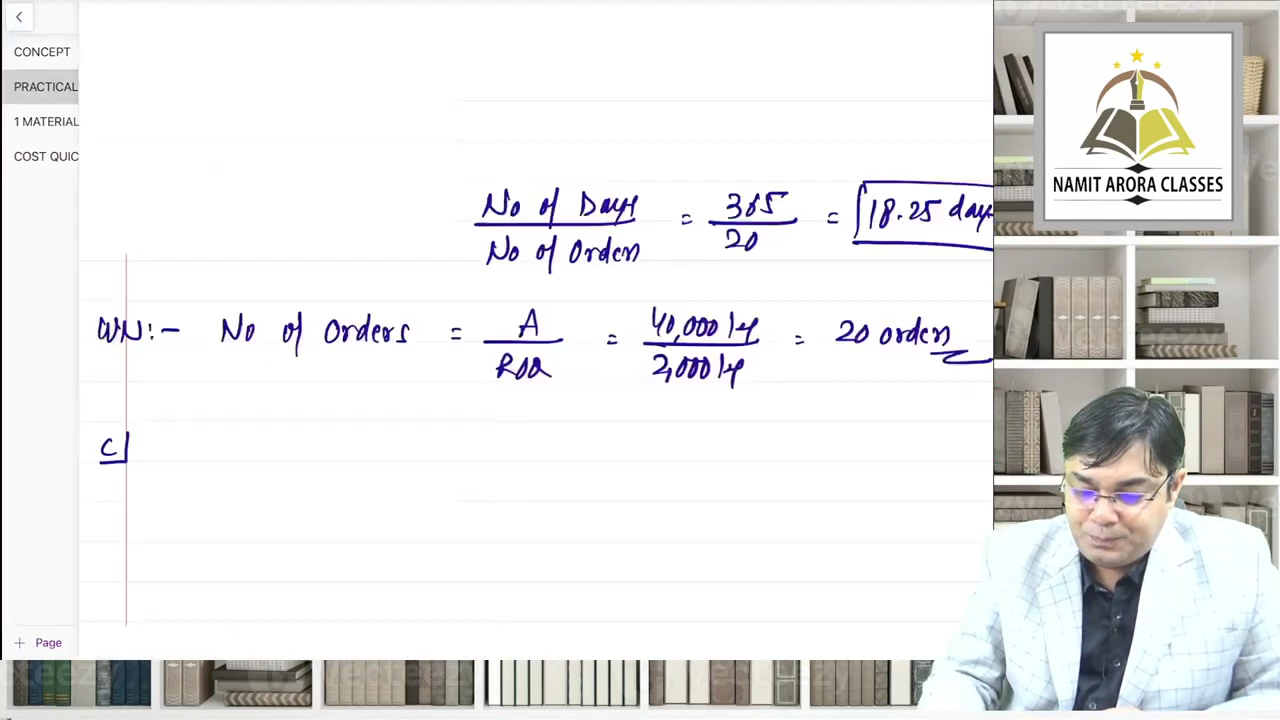 CONCEPT
PRACTICAL
1 MATERIAL
COST QUIC
No of Days / No of Orders = 365 / 20 = 18.25 days
WN:- No of Orders = A / ROQ = 40,000 kg / 2,000 kg = 20 orders
C
+ Page
NAMIT ARORA CLASSES